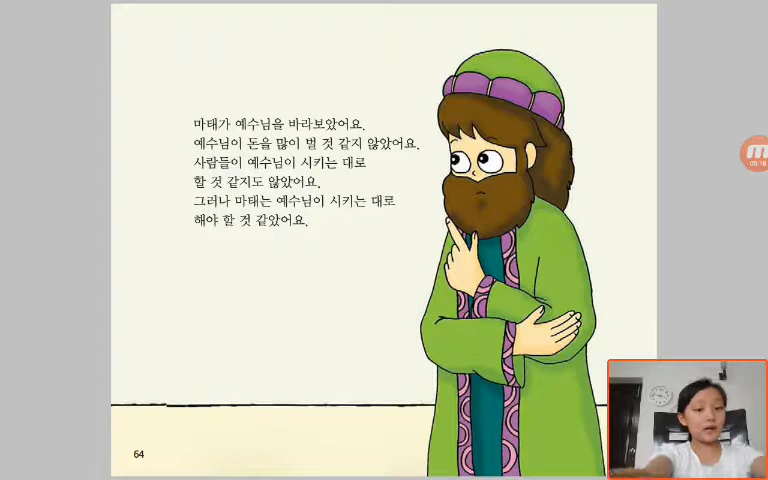 마태가 예수님을 바라보았어요.
예수님이 돈을 많이 벌 것 같지 않았어요.
사람들이 예수님이 시키는 대로
할 것 같지도 않았어요.
그러나 마태는 예수님이 시키는 대로
해야 할 것 같았어요.
64
05:18